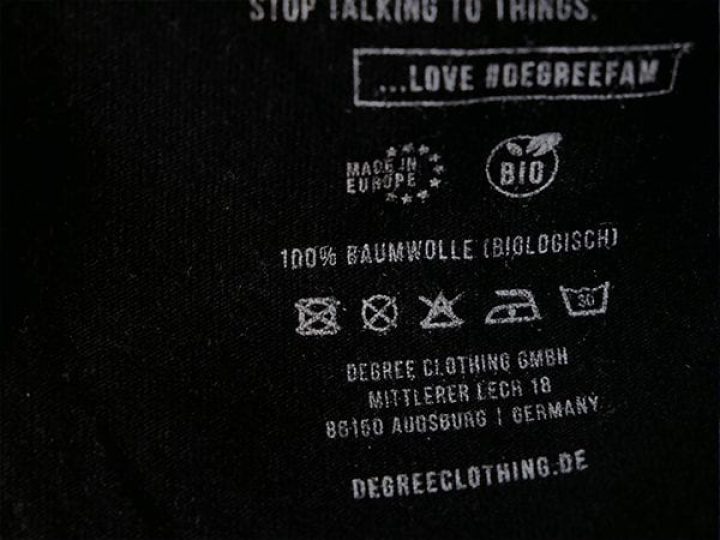 STOP TALKING TO THINGS.
...LOVE #DEGREEFAM
MADE IN
EUROPE
BIO
100% BAUMWOLLE (BIOLOGISCH)
30°
DEGREE CLOTHING GMBH
MITTLERER LECH 18
86150 AUGSBURG | GERMANY
DEGREECLOTHING.DE